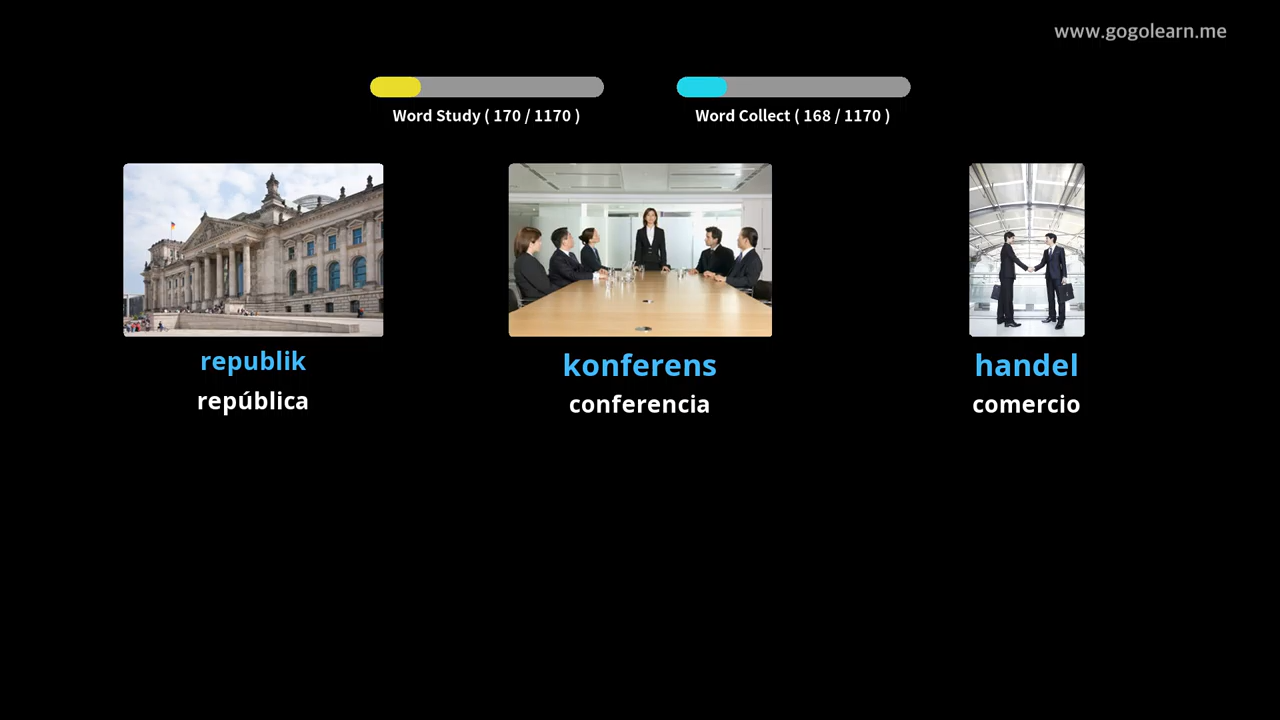 www.gogolearn.me
Word Study ( 170 / 1170 )
Word Collect ( 168 / 1170 )
republik
república
konferens
conferencia
handel
comercio